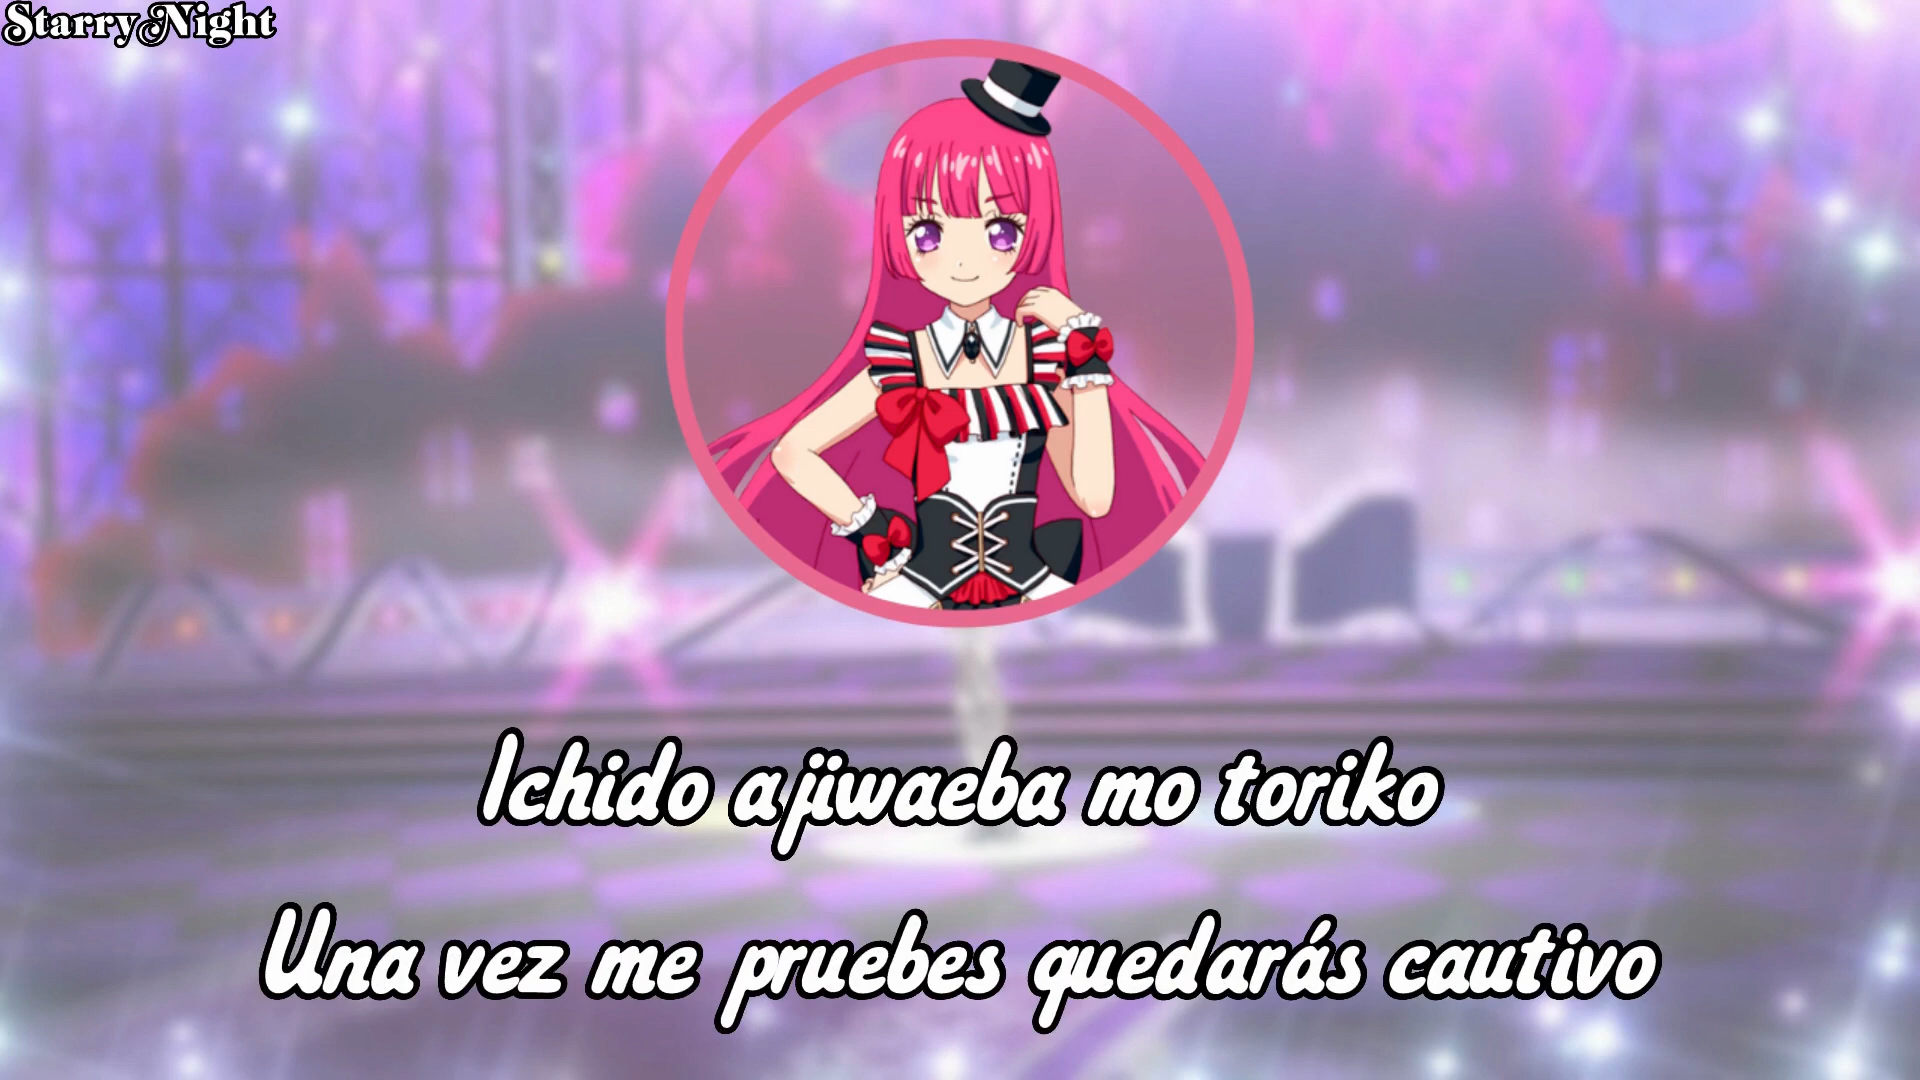 StarryNight
Ichido ajiwaeba mo toriko
Una vez me pruebes quedarás cautivo